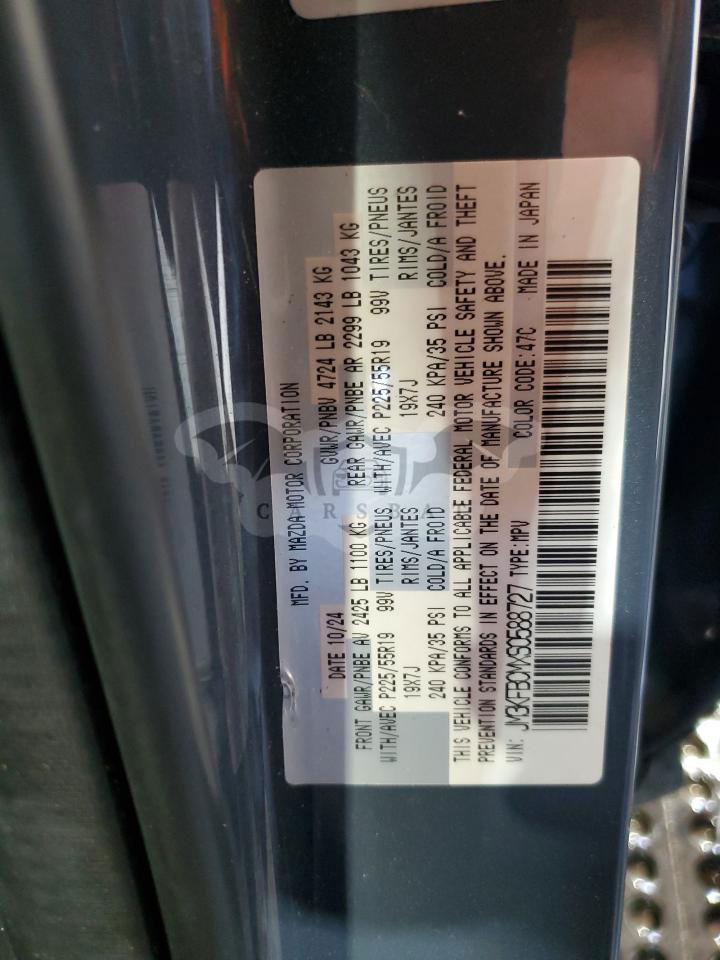 MFD. BY MAZDA MOTOR CORPORATION
DATE 10/24 GVWR/PNBV 4724 LB 2143 KG
FRONT GAWR/PNBE AV 2425 LB 1100 KG REAR GAWR/PNBE AR 2299 LB 1043 KG
WITH/AVEC P225/55R19 99V TIRES/PNEUS WITH/AVEC P225/55R19 99V TIRES/PNEUS
19X7J RIMS/JANTES 19X7J RIMS/JANTES
240 KPA/35 PSI COLD/A FROID 240 KPA/35 PSI COLD/A FROID
THIS VEHICLE CONFORMS TO ALL APPLICABLE FEDERAL MOTOR VEHICLE SAFETY AND THEFT
PREVENTION STANDARDS IN EFFECT ON THE DATE OF MANUFACTURE SHOWN ABOVE.
VIN: JM3KFBCMXS0588727 TYPE:MPV COLOR CODE:47C MADE IN JAPAN